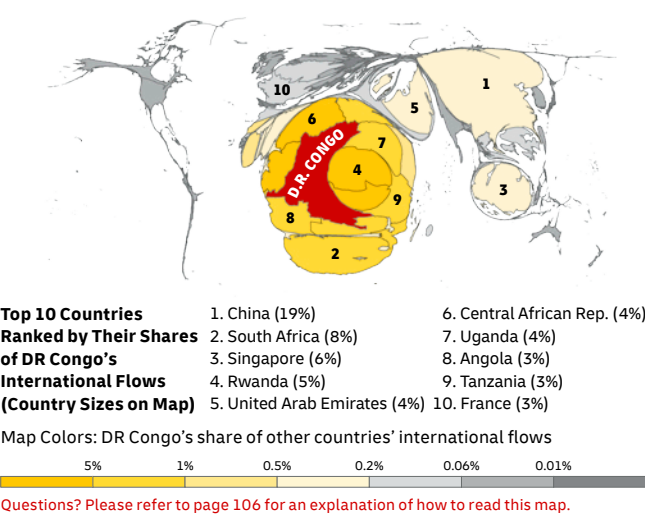 1
10
5
6
D.R. CONGO
7
4
3
9
8
2
Top 10 Countries
Ranked by Their Shares
of DR Congo's
International Flows
(Country Sizes on Map)
1. China (19%)
2. South Africa (8%)
3. Singapore (6%)
4. Rwanda (5%)
5. United Arab Emirates (4%)
6. Central African Rep. (4%)
7. Uganda (4%)
8. Angola (3%)
9. Tanzania (3%)
10. France (3%)
Map Colors: DR Congo's share of other countries' international flows
5% 1% 0.5% 0.2% 0.06% 0.01%
Questions? Please refer to page 106 for an explanation of how to read this map.